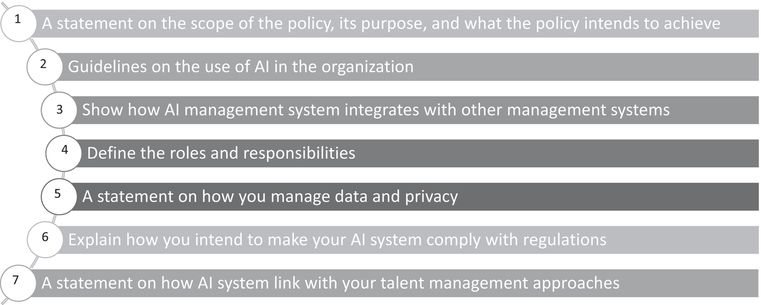 1 A statement on the scope of the policy, its purpose, and what the policy intends to achieve
2 Guidelines on the use of AI in the organization
3 Show how AI management system integrates with other management systems
4 Define the roles and responsibilities
5 A statement on how you manage data and privacy
6 Explain how you intend to make your AI system comply with regulations
7 A statement on how AI system link with your talent management approaches